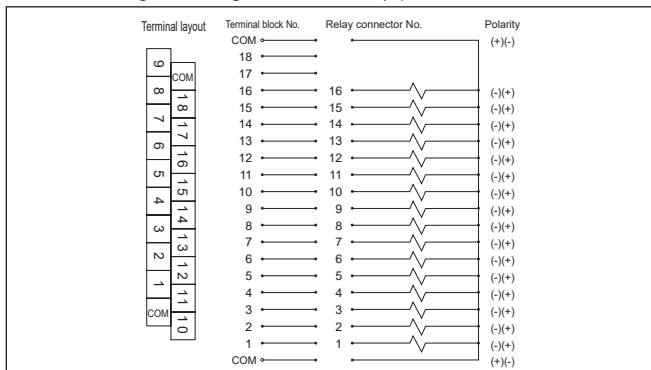 Terminal layout Terminal block No. Relay connector No. Polarity
COM (+)(-)
18
17
16 16 (-)(+)
15 15 (-)(+)
14 14 (-)(+)
13 13 (-)(+)
12 12 (-)(+)
11 11 (-)(+)
10 10 (-)(+)
9 9 (-)(+)
8 8 (-)(+)
7 7 (-)(+)
6 6 (-)(+)
5 5 (-)(+)
4 4 (-)(+)
3 3 (-)(+)
2 2 (-)(+)
1 1 (-)(+)
COM (+)(-)
9
8
7
6
5
4
3
2
1
COM
COM
18
17
16
15
14
13
12
11
10